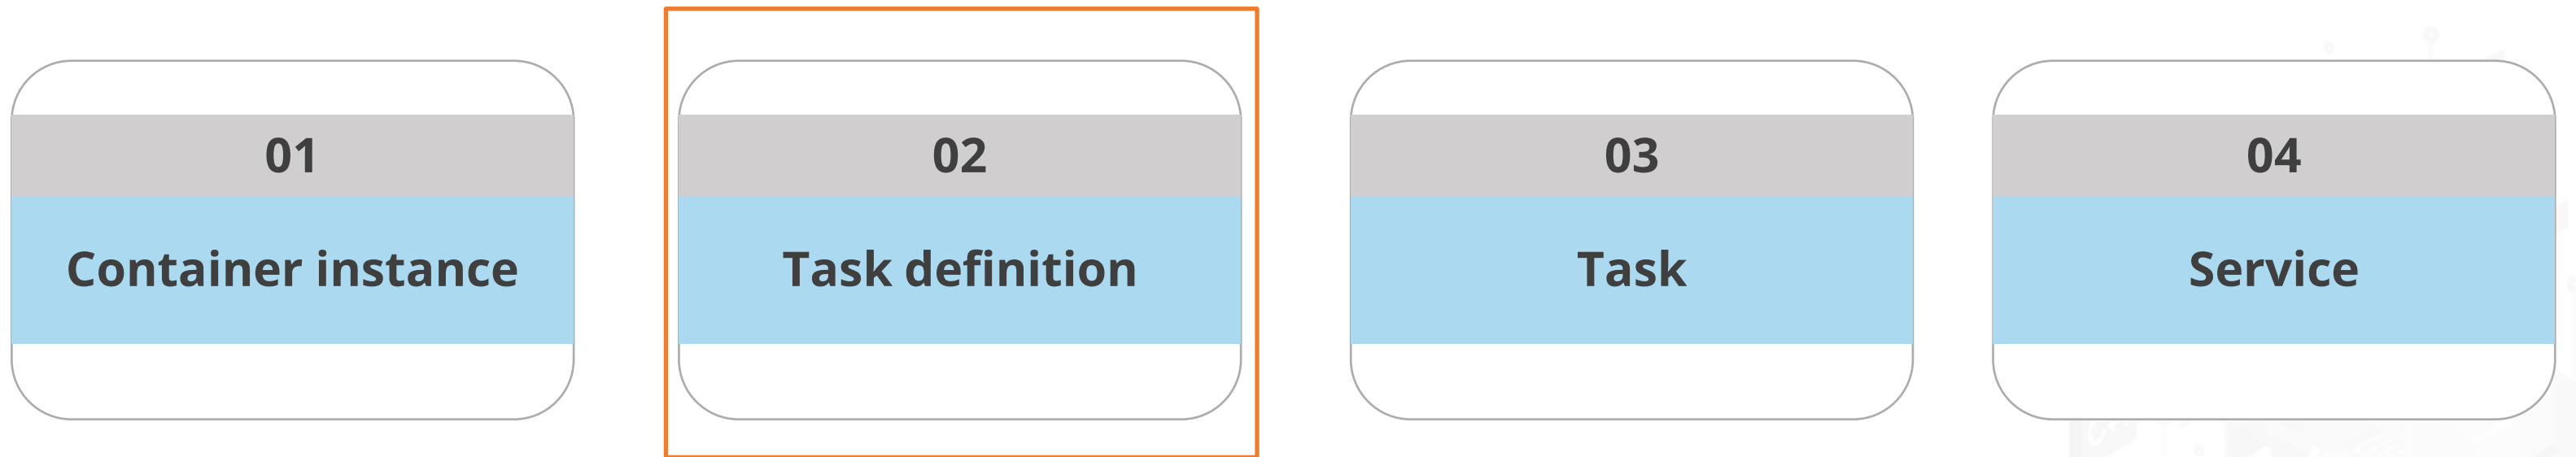 01
Container instance
02
Task definition
03
Task
04
Service